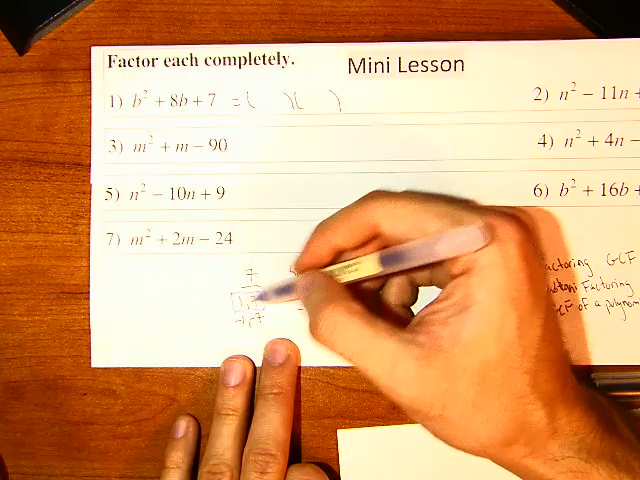 Factor each completely. Mini Lesson
1) b² + 8b + 7 = ( )( )
2) n² − 11n +
3) m² + m − 90
4) n² + 4n −
5) n² − 10n + 9
6) b² + 16b +
7) m² + 2m − 24
7
Factoring GCF
Factoring
GCF of a polynom